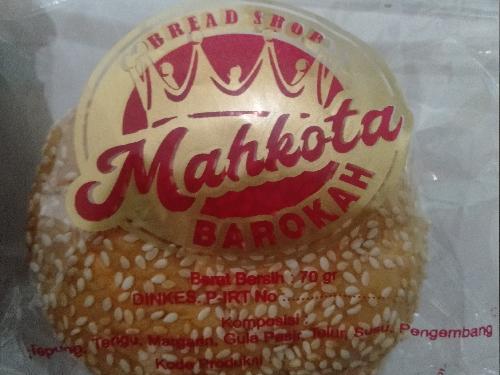 BREAD SHOP
Mahkota
BAROKAH
Berat Bersih : 70 gr
DINKES. P-IRT No ......................
Komposisi :
Tepung, Terigu, Margarin, Gula Pasir, Telur, Susu, Pengembang
Kode Produksi